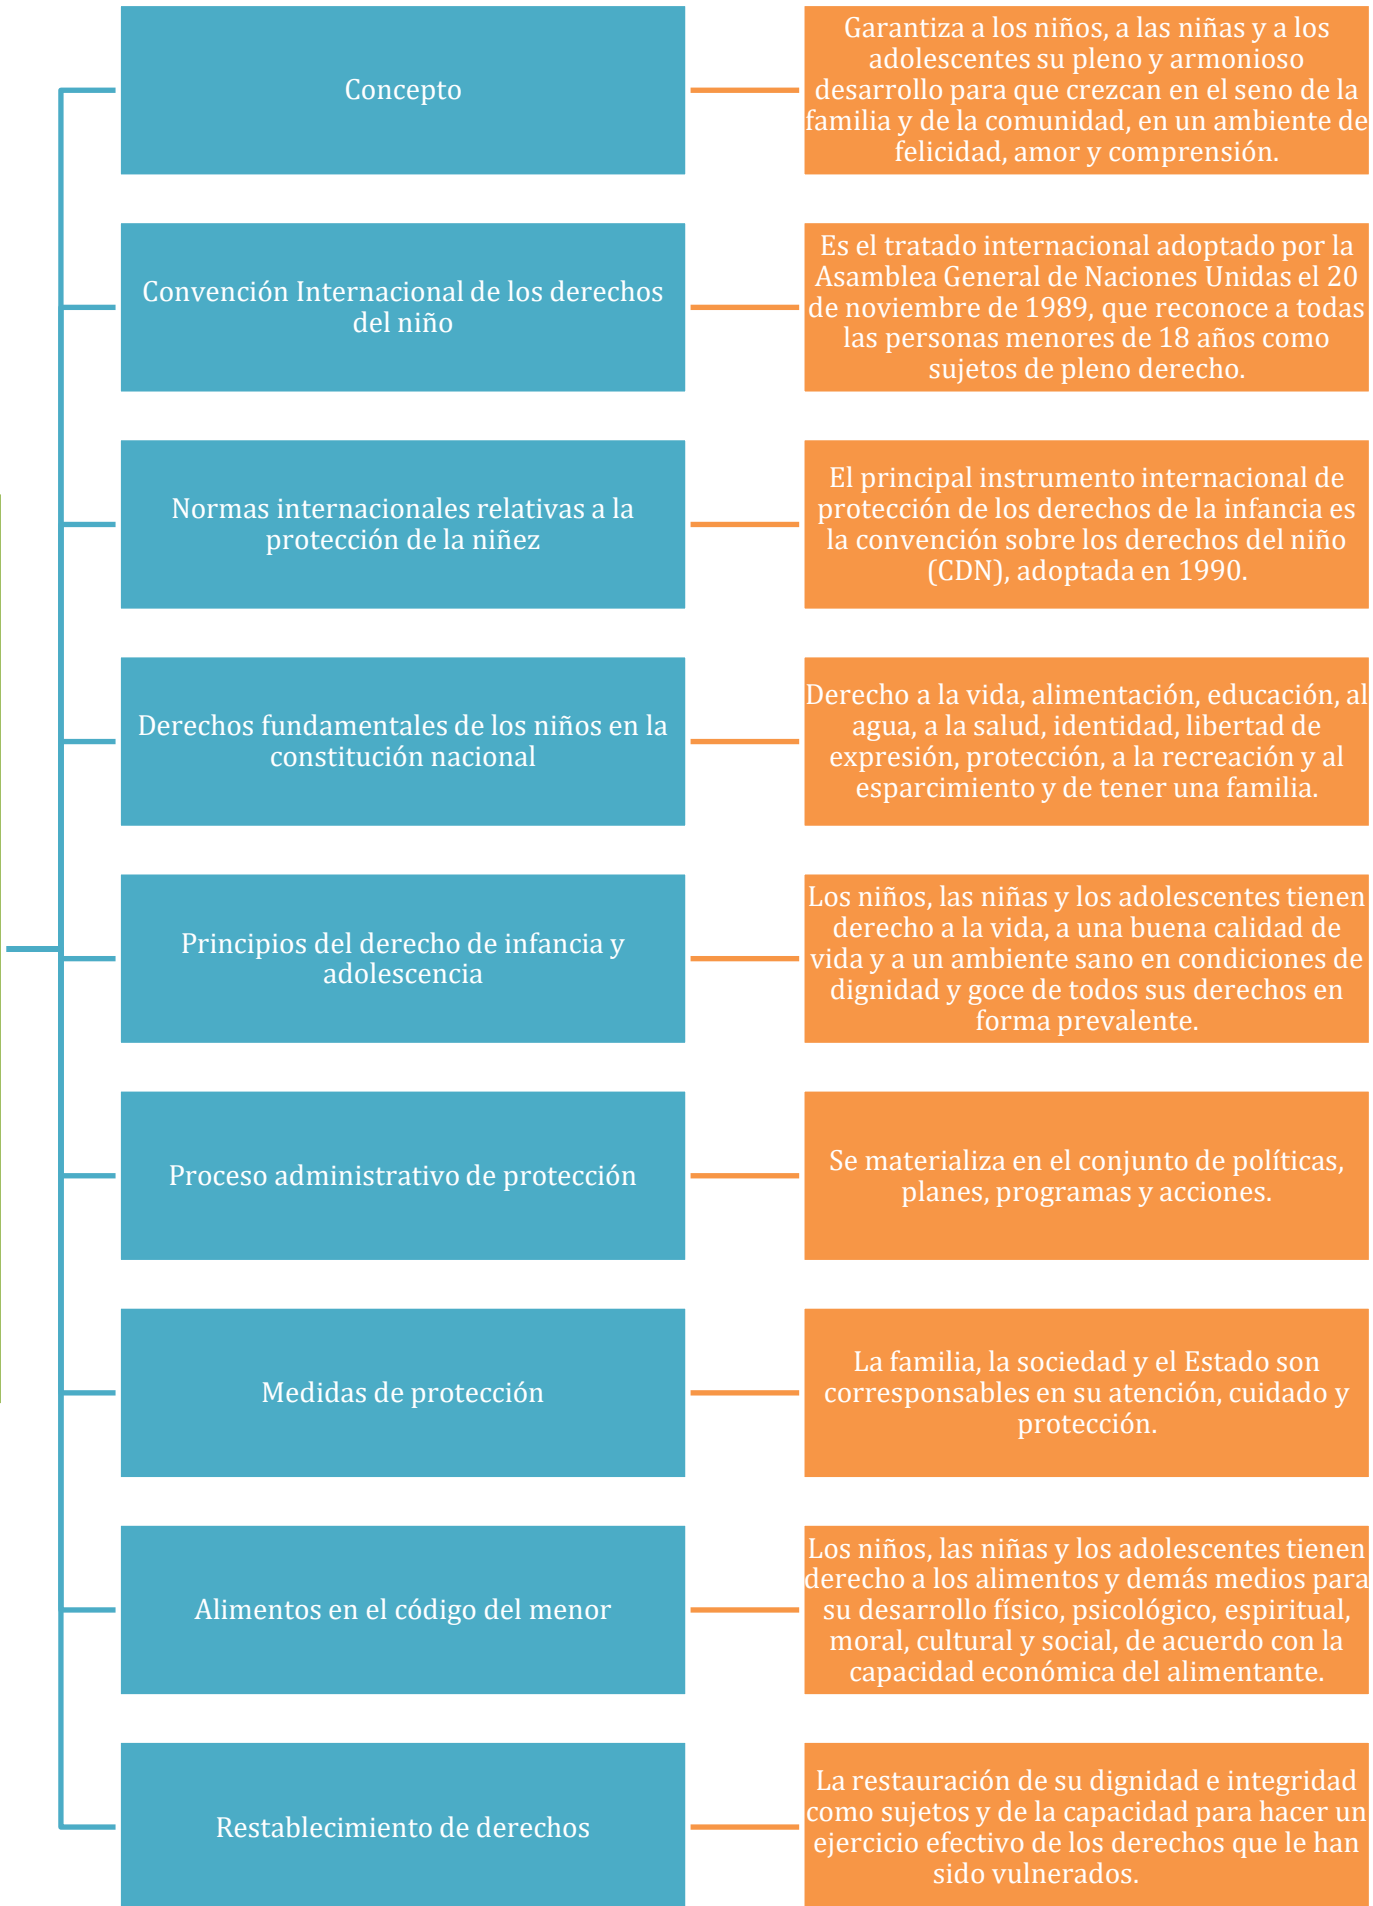 Concepto
Garantiza a los niños, a las niñas y a los
adolescentes su pleno y armonioso
desarrollo para que crezcan en el seno de la
familia y de la comunidad, en un ambiente de
felicidad, amor y comprensión.
Convención Internacional de los derechos
del niño
Es el tratado internacional adoptado por la
Asamblea General de Naciones Unidas el 20
de noviembre de 1989, que reconoce a todas
las personas menores de 18 años como
sujetos de pleno derecho.
Normas internacionales relativas a la
protección de la niñez
El principal instrumento internacional de
protección de los derechos de la infancia es
la convención sobre los derechos del niño
(CDN), adoptada en 1990.
Derechos fundamentales de los niños en la
constitución nacional
Derecho a la vida, alimentación, educación, al
agua, a la salud, identidad, libertad de
expresión, protección, a la recreación y al
esparcimiento y de tener una familia.
Principios del derecho de infancia y
adolescencia
Los niños, las niñas y los adolescentes tienen
derecho a la vida, a una buena calidad de
vida y a un ambiente sano en condiciones de
dignidad y goce de todos sus derechos en
forma prevalente.
Proceso administrativo de protección
Se materializa en el conjunto de políticas,
planes, programas y acciones.
Medidas de protección
La familia, la sociedad y el Estado son
corresponsables en su atención, cuidado y
protección.
Alimentos en el código del menor
Los niños, las niñas y los adolescentes tienen
derecho a los alimentos y demás medios para
su desarrollo físico, psicológico, espiritual,
moral, cultural y social, de acuerdo con la
capacidad económica del alimentante.
Restablecimiento de derechos
La restauración de su dignidad e integridad
como sujetos y de la capacidad para hacer un
ejercicio efectivo de los derechos que le han
sido vulnerados.